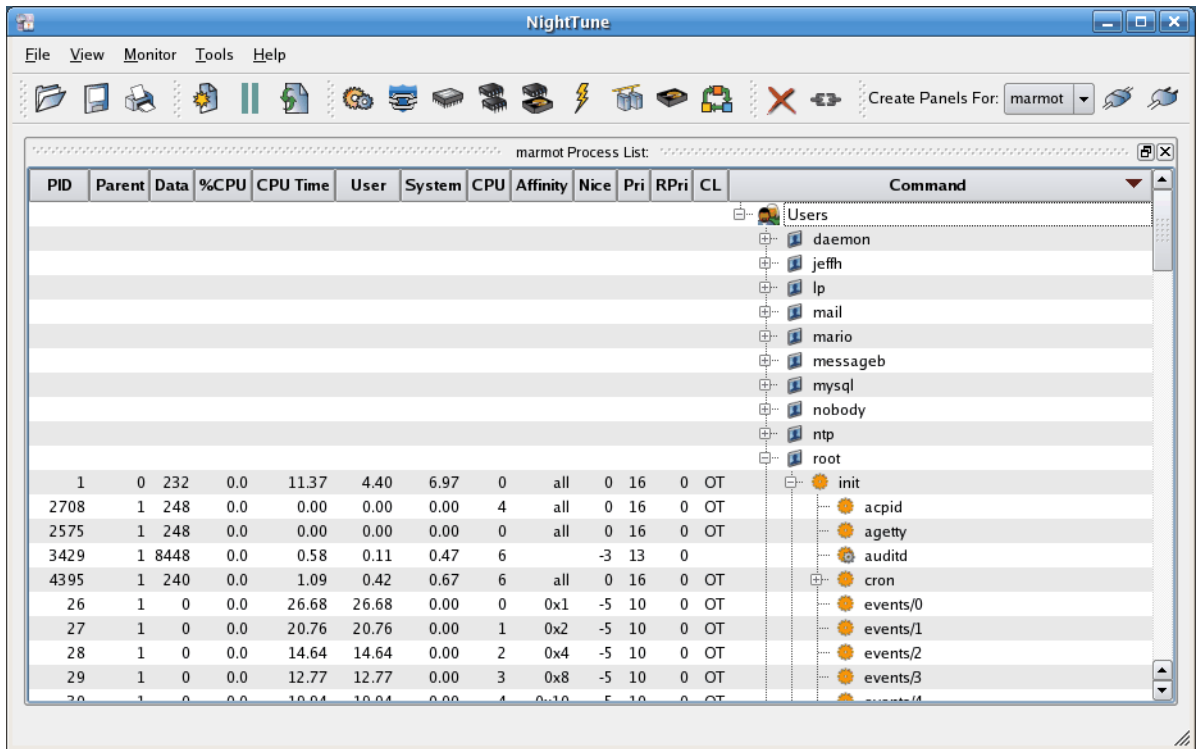 NightTune
File View Monitor Tools Help
Create Panels For: marmot
marmot Process List:
PID Parent Data %CPU CPU Time User System CPU Affinity Nice Pri RPri CL Command
Users
daemon
jeffh
lp
mail
mario
messageb
mysql
nobody
ntp
root
1 0 232 0.0 11.37 4.40 6.97 0 all 0 16 0 OT init
2708 1 248 0.0 0.00 0.00 0.00 4 all 0 16 0 OT acpid
2575 1 248 0.0 0.00 0.00 0.00 0 all 0 16 0 OT agetty
3429 1 8448 0.0 0.58 0.11 0.47 6 -3 13 0 auditd
4395 1 240 0.0 1.09 0.42 0.67 6 all 0 16 0 OT cron
26 1 0 0.0 26.68 26.68 0.00 0 0x1 -5 10 0 OT events/0
27 1 0 0.0 20.76 20.76 0.00 1 0x2 -5 10 0 OT events/1
28 1 0 0.0 14.64 14.64 0.00 2 0x4 -5 10 0 OT events/2
29 1 0 0.0 12.77 12.77 0.00 3 0x8 -5 10 0 OT events/3